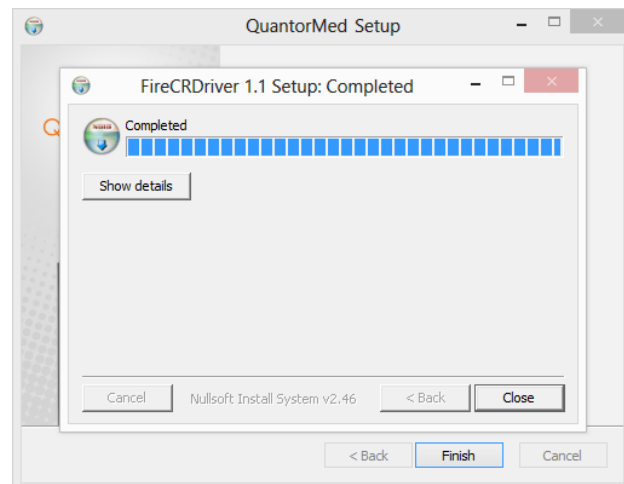 QuantorMed Setup
FireCRDriver 1.1 Setup: Completed
Q
Completed
Show details
Cancel
Nullsoft Install System v2.46
< Back
Close
< Back
Finish
Cancel